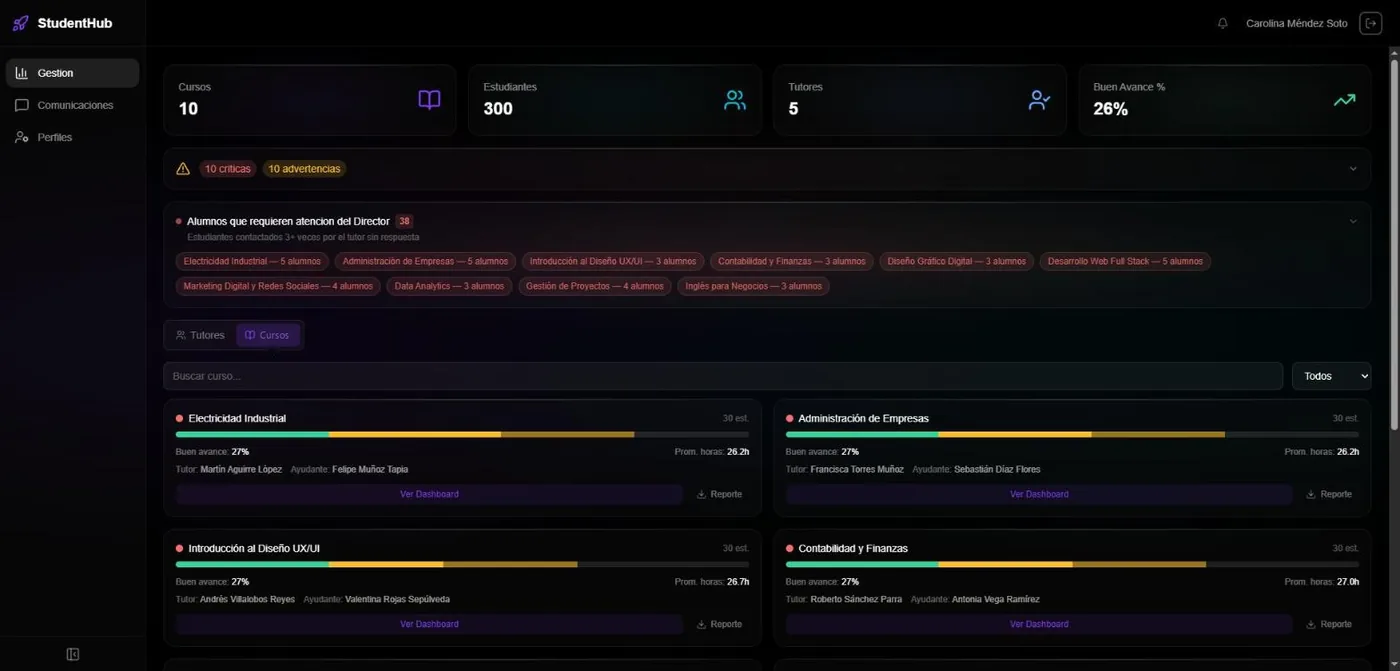 StudentHub
Carolina Méndez Soto
Gestion
Comunicaciones
Perfiles
Cursos
10
Estudiantes
300
Tutores
5
Buen Avance %
26%
10 críticas
10 advertencias
Alumnos que requieren atencion del Director 38
Estudiantes contactados 3+ veces por el tutor sin respuesta
Electricidad Industrial — 5 alumnos
Administración de Empresas — 5 alumnos
Introducción al Diseño UX/UI — 3 alumnos
Contabilidad y Finanzas — 3 alumnos
Diseño Gráfico Digital — 3 alumnos
Desarrollo Web Full Stack — 5 alumnos
Marketing Digital y Redes Sociales — 4 alumnos
Data Analytics — 3 alumnos
Gestión de Proyectos — 4 alumnos
Inglés para Negocios — 3 alumnos
Tutores
Cursos
Buscar curso...
Todos
Electricidad Industrial
30 est.
Buen avance: 27%
Prom. horas: 26.2h
Tutor: Martín Aguirre López Ayudante: Felipe Muñoz Tapia
Ver Dashboard
Reporte
Administración de Empresas
30 est.
Buen avance: 27%
Prom. horas: 26.2h
Tutor: Francisca Torres Muñoz Ayudante: Sebastián Díaz Flores
Ver Dashboard
Reporte
Introducción al Diseño UX/UI
30 est.
Buen avance: 27%
Prom. horas: 26.7h
Tutor: Andrés Villalobos Reyes Ayudante: Valentina Rojas Sepúlveda
Ver Dashboard
Reporte
Contabilidad y Finanzas
30 est.
Buen avance: 27%
Prom. horas: 27.0h
Tutor: Roberto Sánchez Parra Ayudante: Antonia Vega Ramírez
Ver Dashboard
Reporte